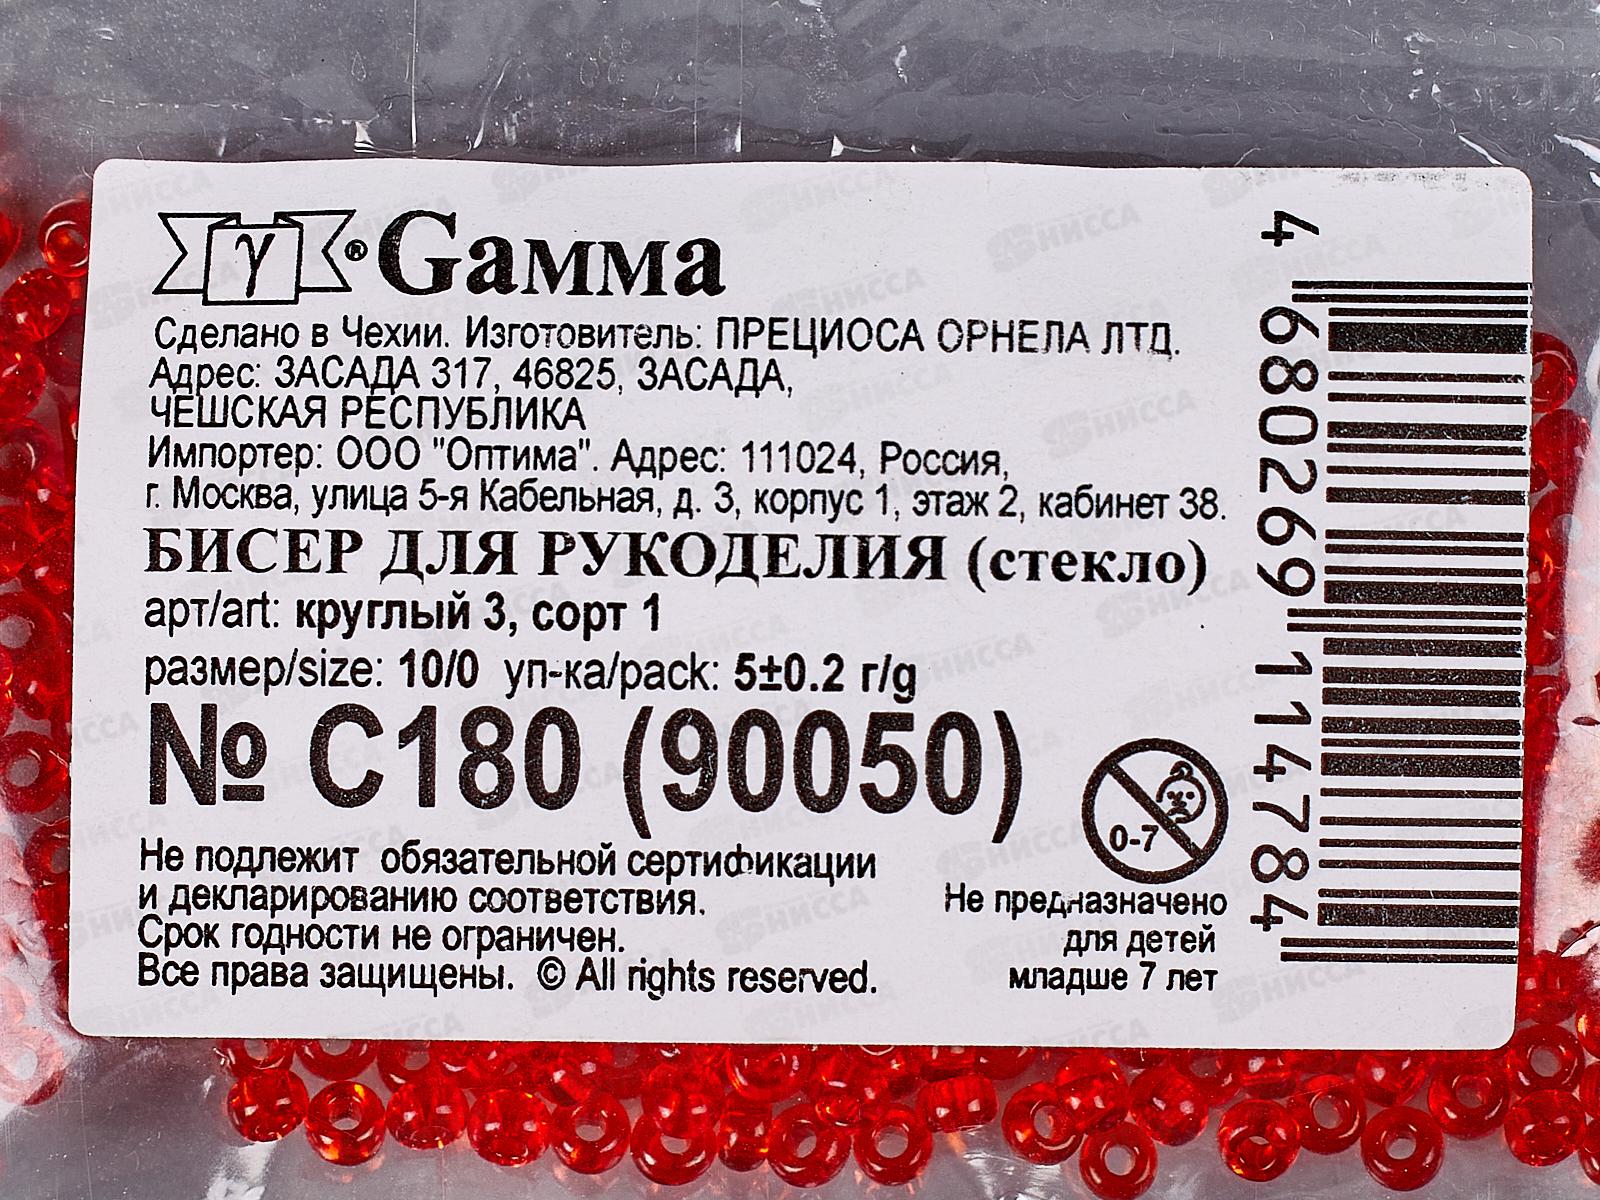 γ ® Gамма
Сделано в Чехии. Изготовитель: ПРЕЦИОСА ОРНЕЛА ЛТД.
Адрес: ЗАСАДА 317, 46825, ЗАСАДА,
ЧЕШСКАЯ РЕСПУБЛИКА
Импортер: ООО "Оптима". Адрес: 111024, Россия,
г. Москва, улица 5-я Кабельная, д. 3, корпус 1, этаж 2, кабинет 38.
БИСЕР ДЛЯ РУКОДЕЛИЯ (стекло)
арт/art: круглый 3, сорт 1
размер/size: 10/0 уп-ка/pack: 5±0.2 г/g
№ C180 (90050)
Не подлежит обязательной сертификации
и декларированию соответствия.
Срок годности не ограничен.
Все права защищены. © All rights reserved.
0-7
Не предназначено
для детей
младше 7 лет
4 680269 114784
НИССА